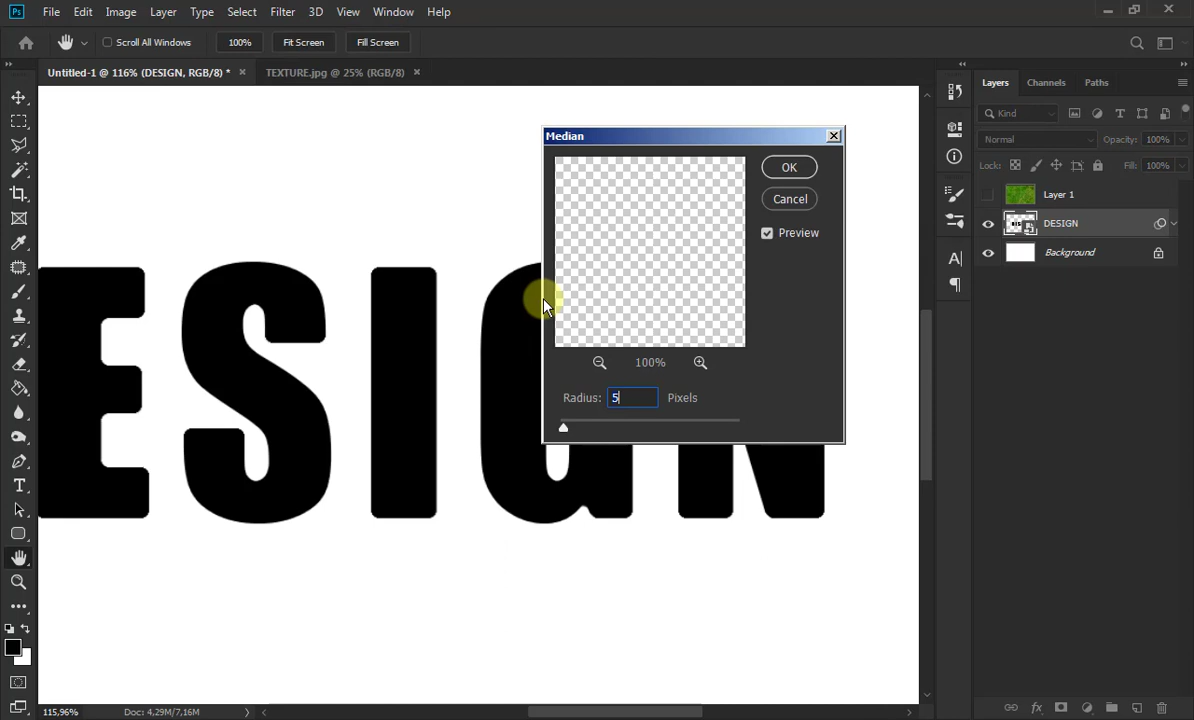 Ps File Edit Image Layer Type Select Filter 3D View Window Help
Scroll All Windows 100% Fit Screen Fill Screen
Untitled-1 @ 116% (DESIGN, RGB/8) * × TEXTURE.jpg @ 25% (RGB/8) ×
Layers Channels Paths
Kind
Normal Opacity: 100%
Lock: Fill: 100%
Layer 1
DESIGN
Background
Median
OK
Cancel
Preview
100%
Radius: 5 Pixels
ESIGN
115,96% Doc: 4,29M/7,16M